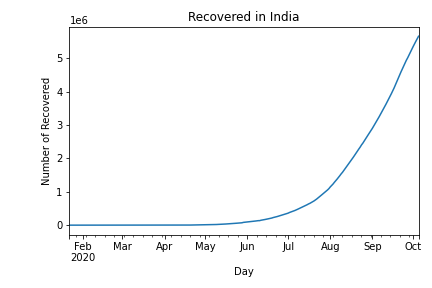 Recovered in India
1e6
5
4
3
2
1
0
Number of Recovered
Feb Mar Apr May Jun Jul Aug Sep Oct
2020
Day